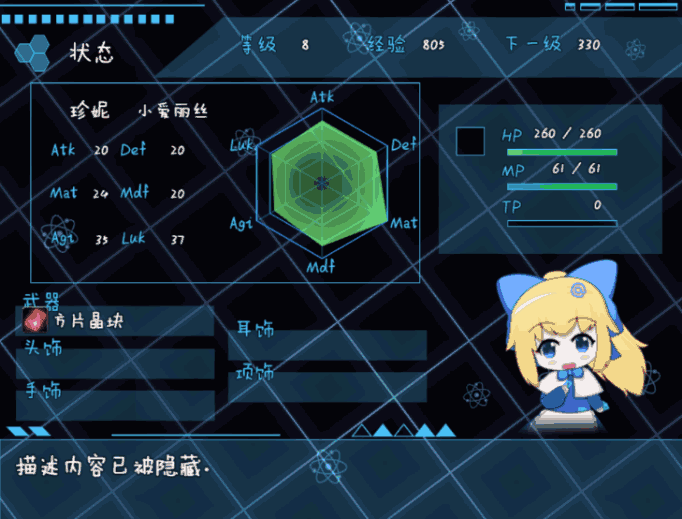 状态
等级 8 经验 805 下一级 330
珍妮 小爱丽丝
Atk 20 Def 20
Mat 24 Mdf 20
Agi 35 Luk 37
Atk
Luk Def
Agi Mat
Mdf
HP 260 / 260
MP 61 / 61
TP 0
武器
方片晶块
头饰
手饰
耳饰
项饰
描述内容已被隐藏.